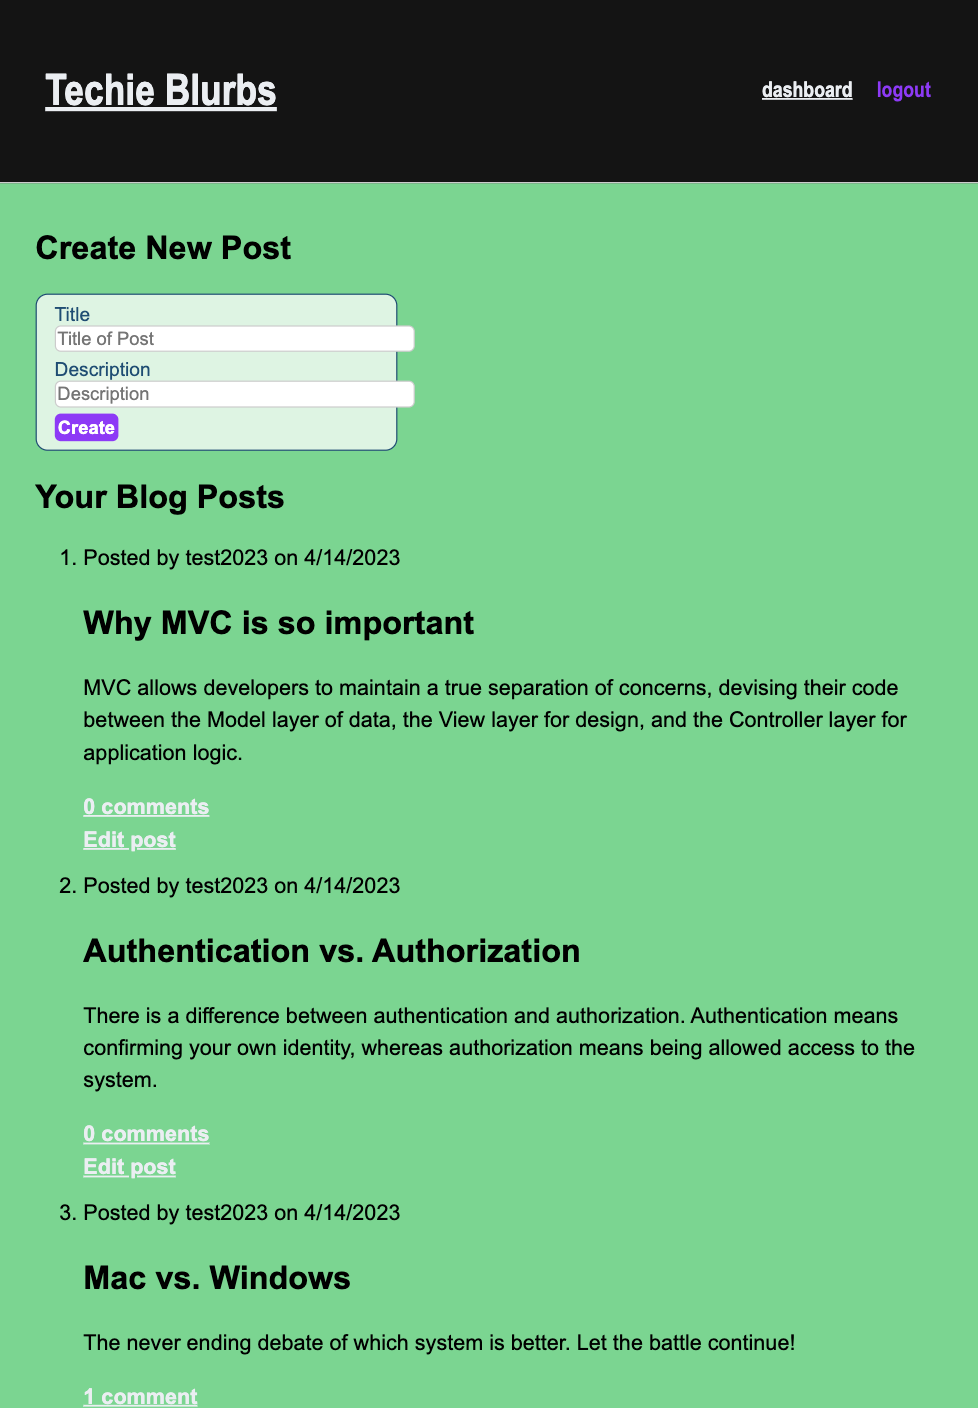 Techie Blurbs
dashboard logout
Create New Post
Title
Title of Post
Description
Description
Create
Your Blog Posts
1. Posted by test2023 on 4/14/2023
Why MVC is so important
MVC allows developers to maintain a true separation of concerns, devising their code
between the Model layer of data, the View layer for design, and the Controller layer for
application logic.
0 comments
Edit post
2. Posted by test2023 on 4/14/2023
Authentication vs. Authorization
There is a difference between authentication and authorization. Authentication means
confirming your own identity, whereas authorization means being allowed access to the
system.
0 comments
Edit post
3. Posted by test2023 on 4/14/2023
Mac vs. Windows
The never ending debate of which system is better. Let the battle continue!
1 comment